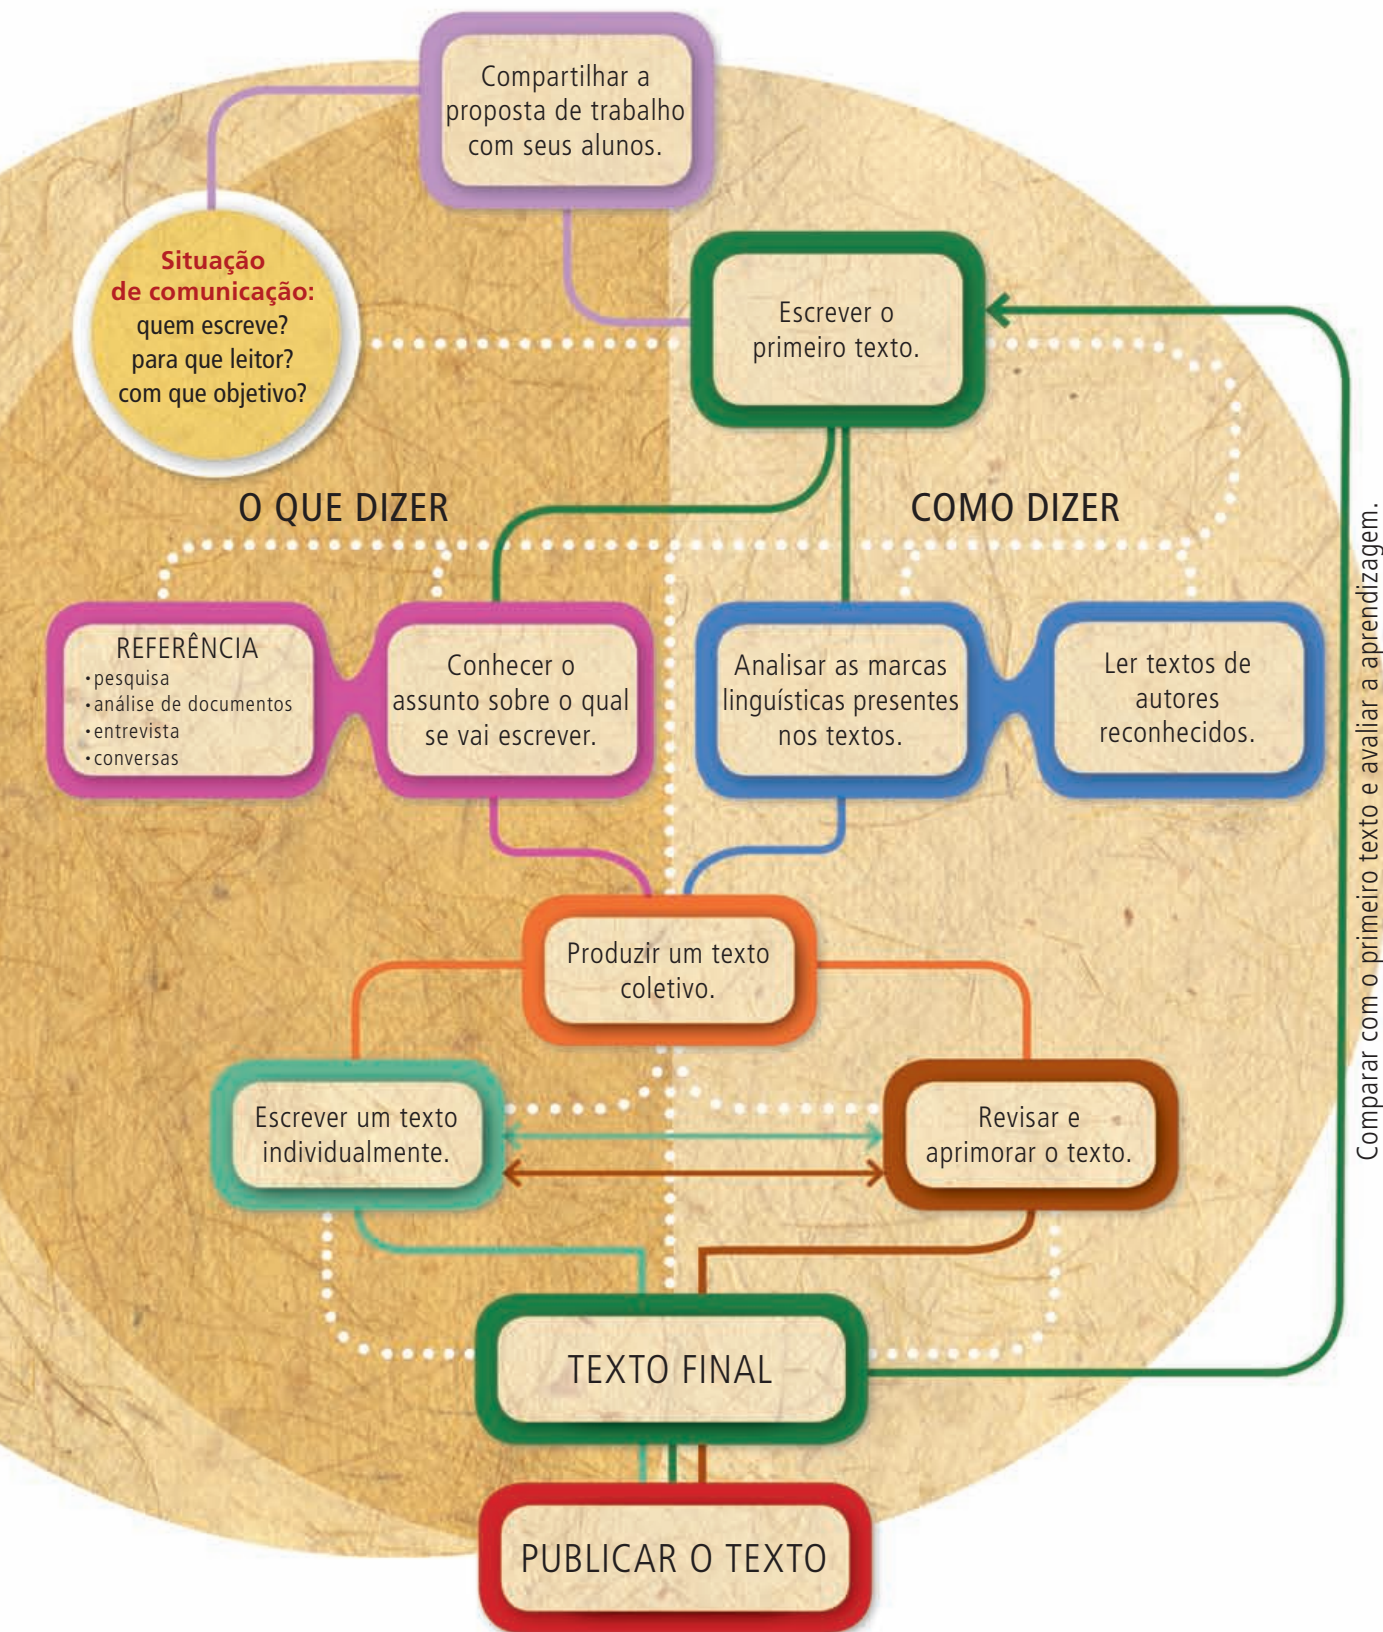 Compartilhar a
proposta de trabalho
com seus alunos.
Situação
de comunicação:
quem escreve?
para que leitor?
com que objetivo?
Escrever o
primeiro texto.
O QUE DIZER
COMO DIZER
REFERÊNCIA
• pesquisa
• análise de documentos
• entrevista
• conversas
Conhecer o
assunto sobre o qual
se vai escrever.
Analisar as marcas
linguísticas presentes
nos textos.
Ler textos de
autores
reconhecidos.
Produzir um texto
coletivo.
Escrever um texto
individualmente.
Revisar e
aprimorar o texto.
TEXTO FINAL
PUBLICAR O TEXTO
Comparar com o primeiro texto e avaliar a aprendizagem.